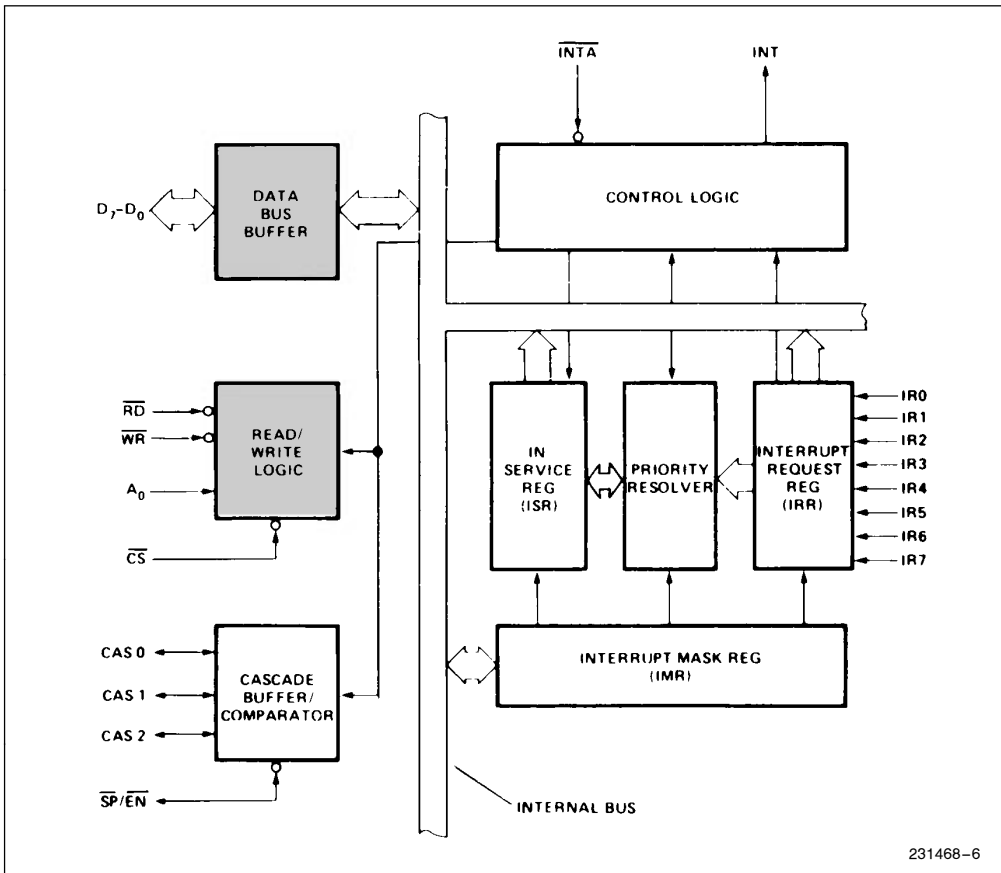 INTA
INT
DATA
BUS
BUFFER
D₇-D₀
CONTROL LOGIC
RD
WR
A₀
CS
READ/
WRITE
LOGIC
IN
SERVICE
REG
(ISR)
PRIORITY
RESOLVER
INTERRUPT
REQUEST
REG
(IRR)
IR0
IR1
IR2
IR3
IR4
IR5
IR6
IR7
CAS 0
CAS 1
CAS 2
SP/EN
CASCADE
BUFFER/
COMPARATOR
INTERRUPT MASK REG
(IMR)
INTERNAL BUS
231468–6